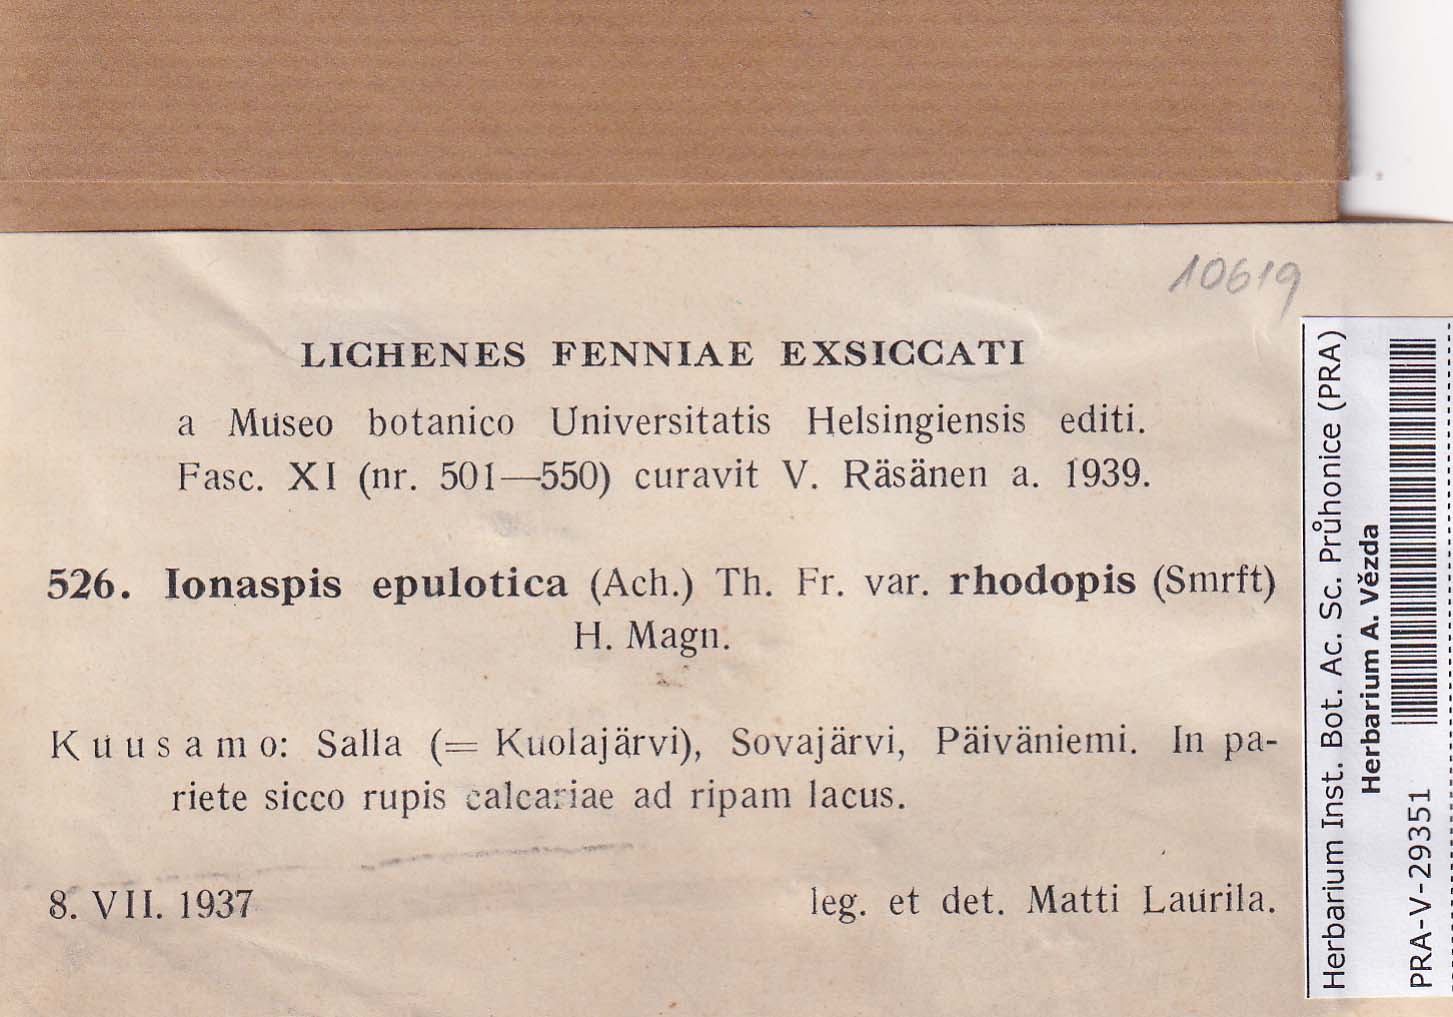 10619
LICHENES FENNIAE EXSICCATI
a Museo botanico Universitatis Helsingiensis editi.
Fasc. XI (nr. 501—550) curavit V. Räsänen a. 1939.
526. Ionaspis epulotica (Ach.) Th. Fr. var. rhodopis (Smrft)
H. Magn.
Kuusamo: Salla (= Kuolajärvi), Sovajärvi, Päiväniemi. In pa-
riete sicco rupis calcariae ad ripam lacus.
8. VII. 1937 leg. et det. Matti Laurila.
Herbarium Inst. Bot. Ac. Sc. Průhonice (PRA)
Herbarium A. Vězda
PRA-V-29351